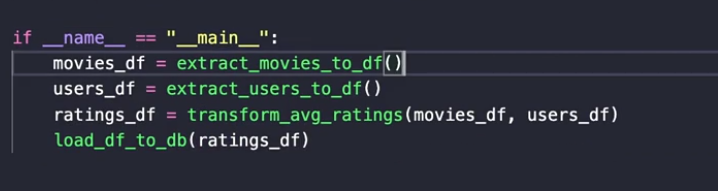 if __name__ == "__main__":
    movies_df = extract_movies_to_df()
    users_df = extract_users_to_df()
    ratings_df = transform_avg_ratings(movies_df, users_df)
    load_df_to_db(ratings_df)